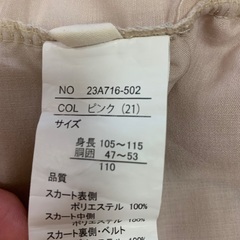 NO 23A716-502
COL ピンク(21)
サイズ
身長 105~115
胴囲 47~53
110
品質
スカート表側
ポリエステル 100%
スカート中側
ポリエステル 100%
スカート裏側・ベルト